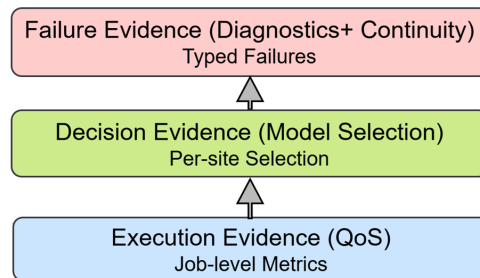 Failure Evidence (Diagnostics+ Continuity)
Typed Failures
Decision Evidence (Model Selection)
Per-site Selection
Execution Evidence (QoS)
Job-level Metrics